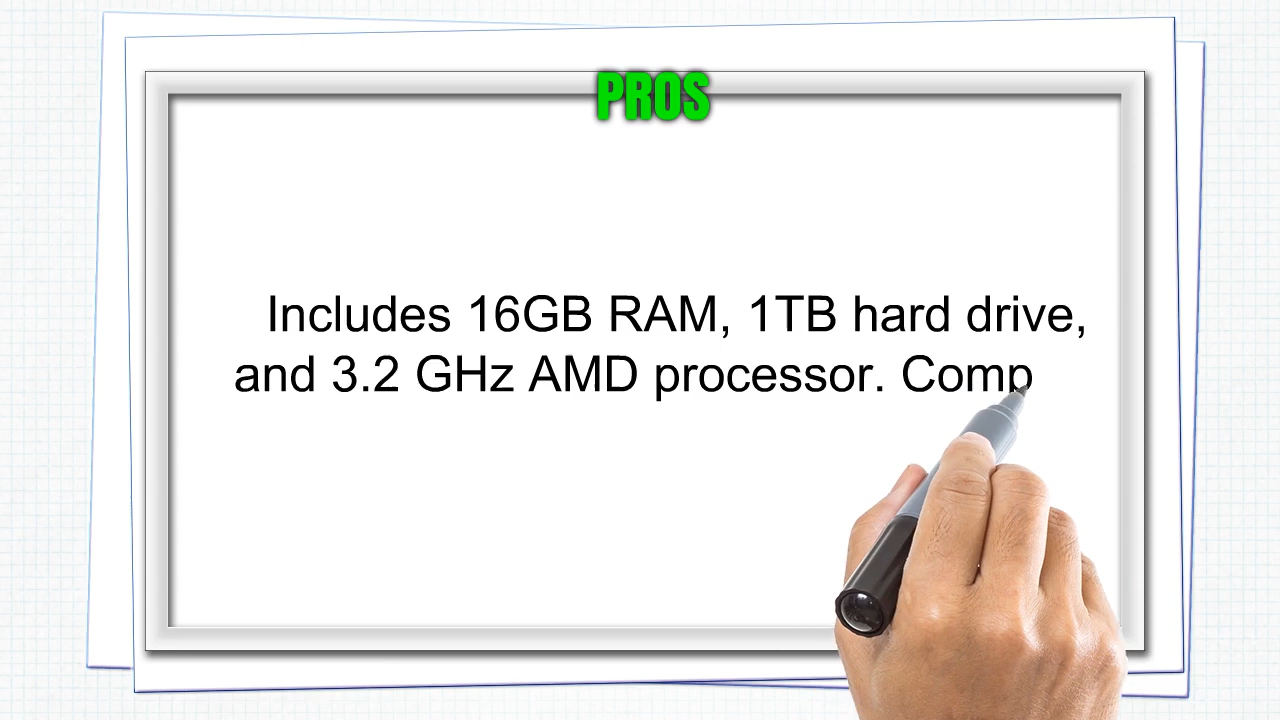 PROS
Includes 16GB RAM, 1TB hard drive,
and 3.2 GHz AMD processor. Comp